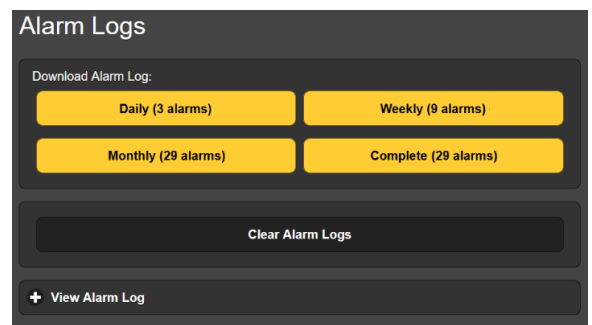 Alarm Logs
Download Alarm Log:
Daily (3 alarms)
Weekly (9 alarms)
Monthly (29 alarms)
Complete (29 alarms)
Clear Alarm Logs
View Alarm Log